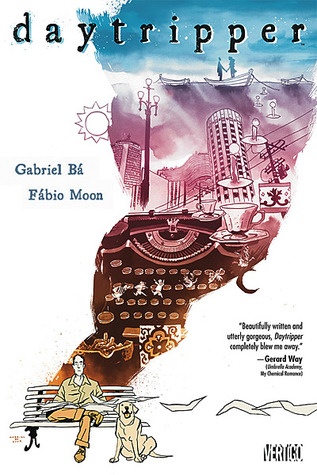 daytripper
Gabriel Bá
Fábio Moon
"Beautifully written and
utterly gorgeous, Daytripper
completely blew me away."
—Gerard Way
(Umbrella Academy,
My Chemical Romance)
VERTIGO